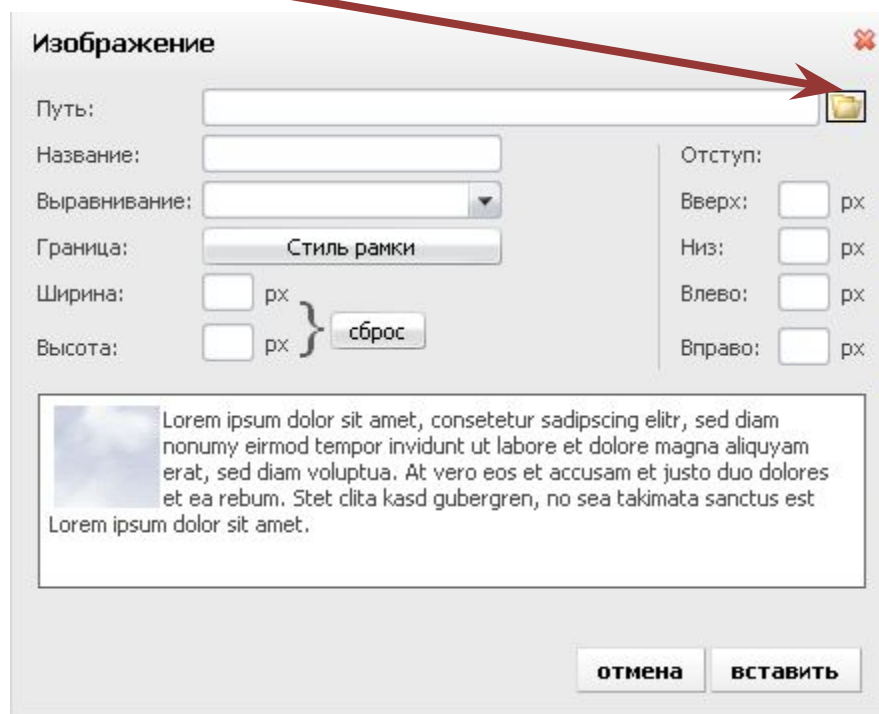 Изображение
Путь:
Название:
Отступ:
Выравнивание:
Вверх: px
Граница: Стиль рамки
Низ: px
Ширина: px
Влево: px
сброс
Высота: px
Вправо: px
Lorem ipsum dolor sit amet, consetetur sadipscing elitr, sed diam
nonumy eirmod tempor invidunt ut labore et dolore magna aliquyam
erat, sed diam voluptua. At vero eos et accusam et justo duo dolores
et ea rebum. Stet clita kasd gubergren, no sea takimata sanctus est
Lorem ipsum dolor sit amet.
отмена вставить